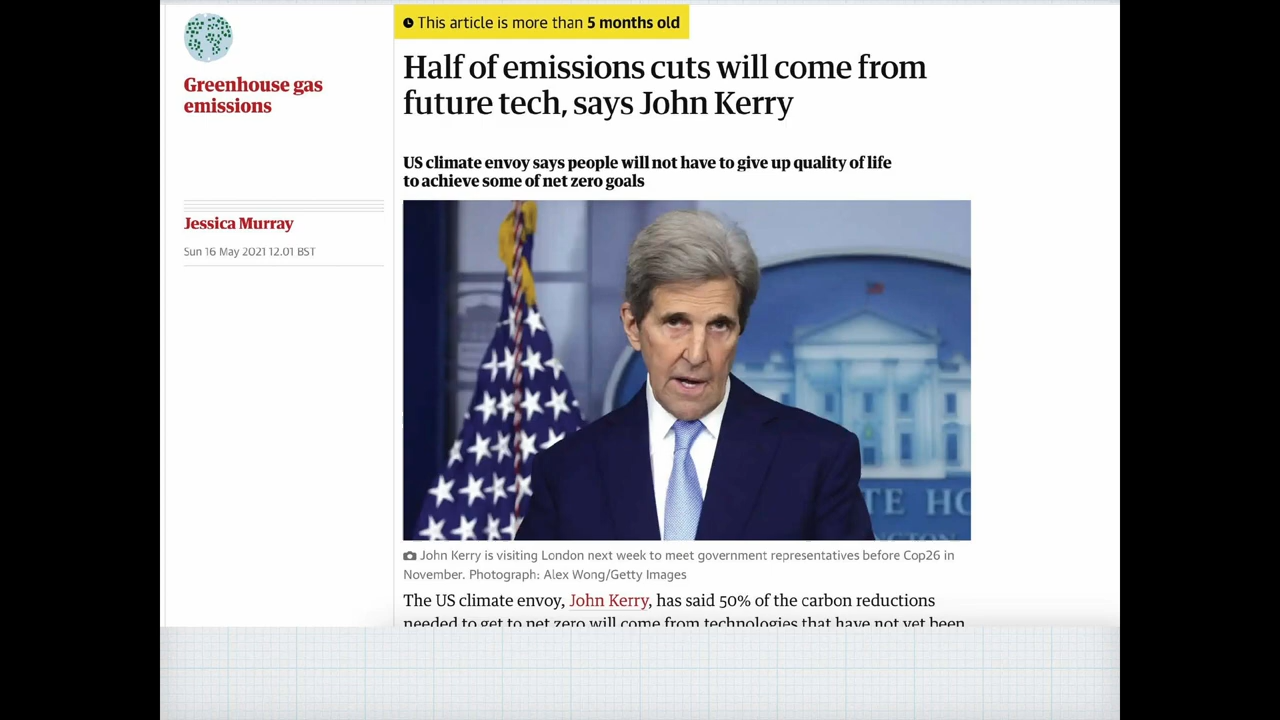 This article is more than 5 months old
Greenhouse gas
emissions
Half of emissions cuts will come from
future tech, says John Kerry
US climate envoy says people will not have to give up quality of life
to achieve some of net zero goals
Jessica Murray
Sun 16 May 2021 12.01 BST
TE HO
John Kerry is visiting London next week to meet government representatives before Cop26 in
November. Photograph: Alex Wong/Getty Images
The US climate envoy, John Kerry, has said 50% of the carbon reductions
needed to get to net zero will come from technologies that have not yet been